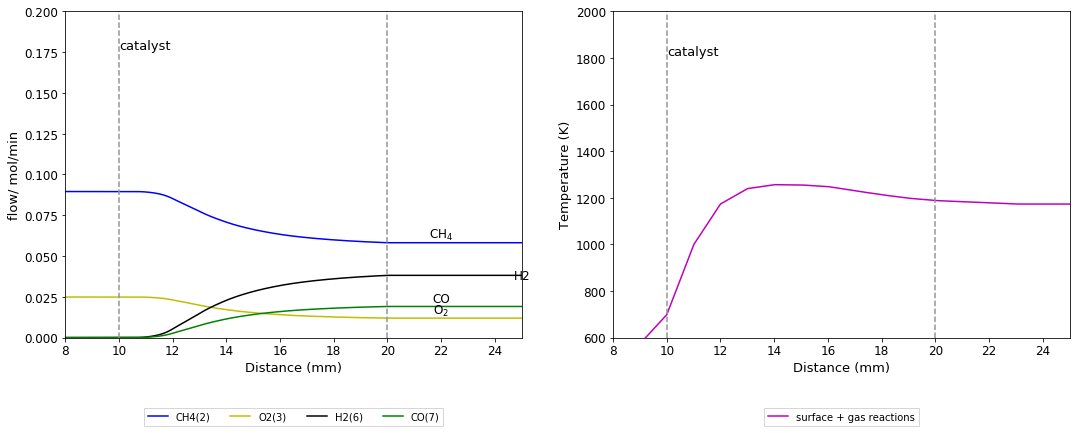 0.200
0.175
0.150
0.125
0.100
0.075
0.050
0.025
0.000
flow/ mol/min
catalyst
CH₄
H2
CO
O₂
8 10 12 14 16 18 20 22 24
Distance (mm)
CH4(2) O2(3) H2(6) CO(7)
2000
1800
1600
1400
1200
1000
800
600
Temperature (K)
catalyst
8 10 12 14 16 18 20 22 24
Distance (mm)
surface + gas reactions